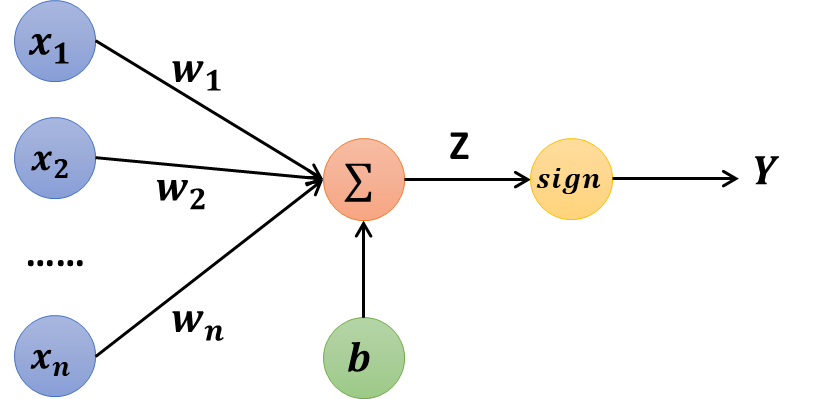 x₁
w₁
x₂
w₂
Σ
Z
sign
Y
......
wₙ
xₙ
b